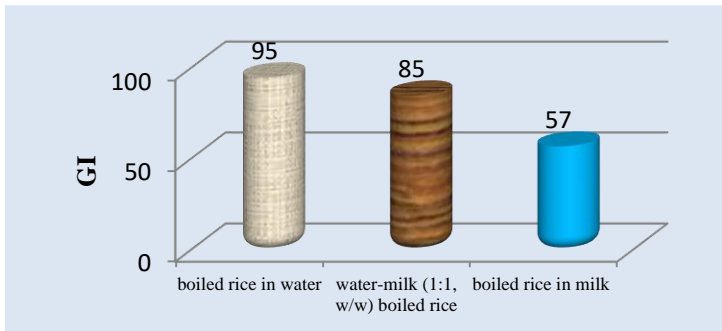 95
85
57
100
50
0
GI
boiled rice in water
water-milk (1:1,
w/w) boiled rice
boiled rice in milk